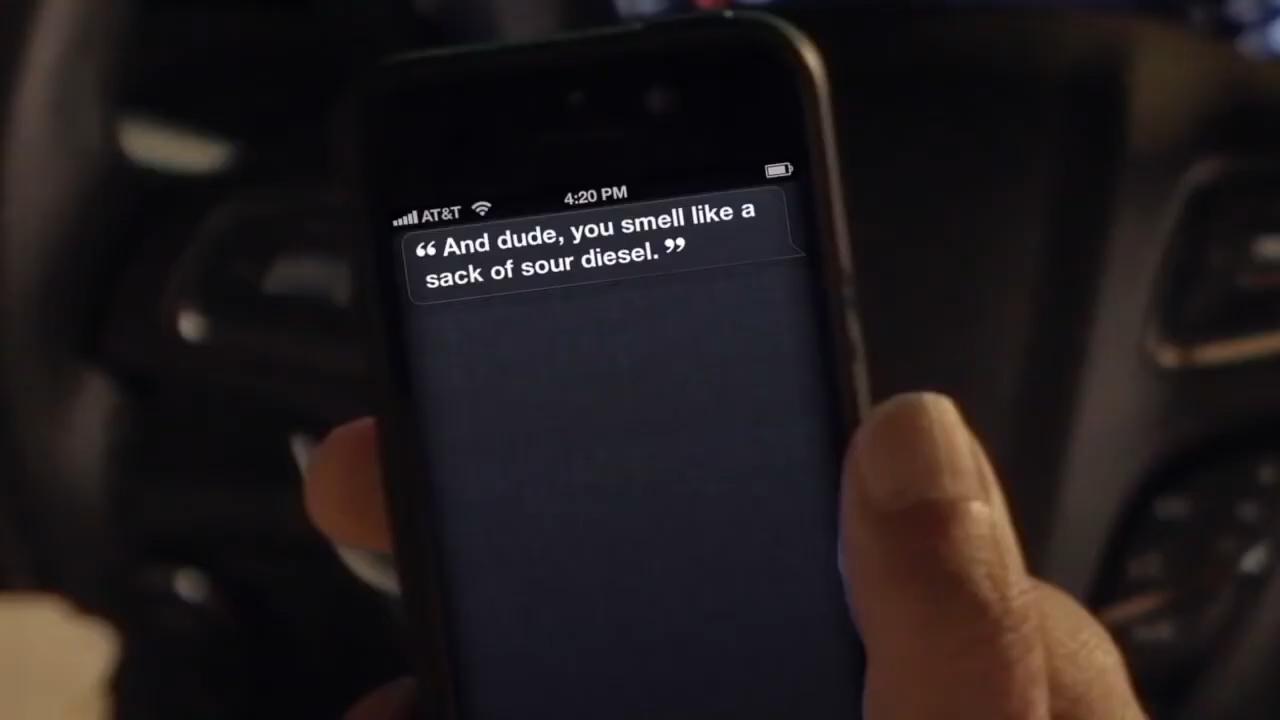 AT&T 4:20 PM
“ And dude, you smell like a
sack of sour diesel. ”